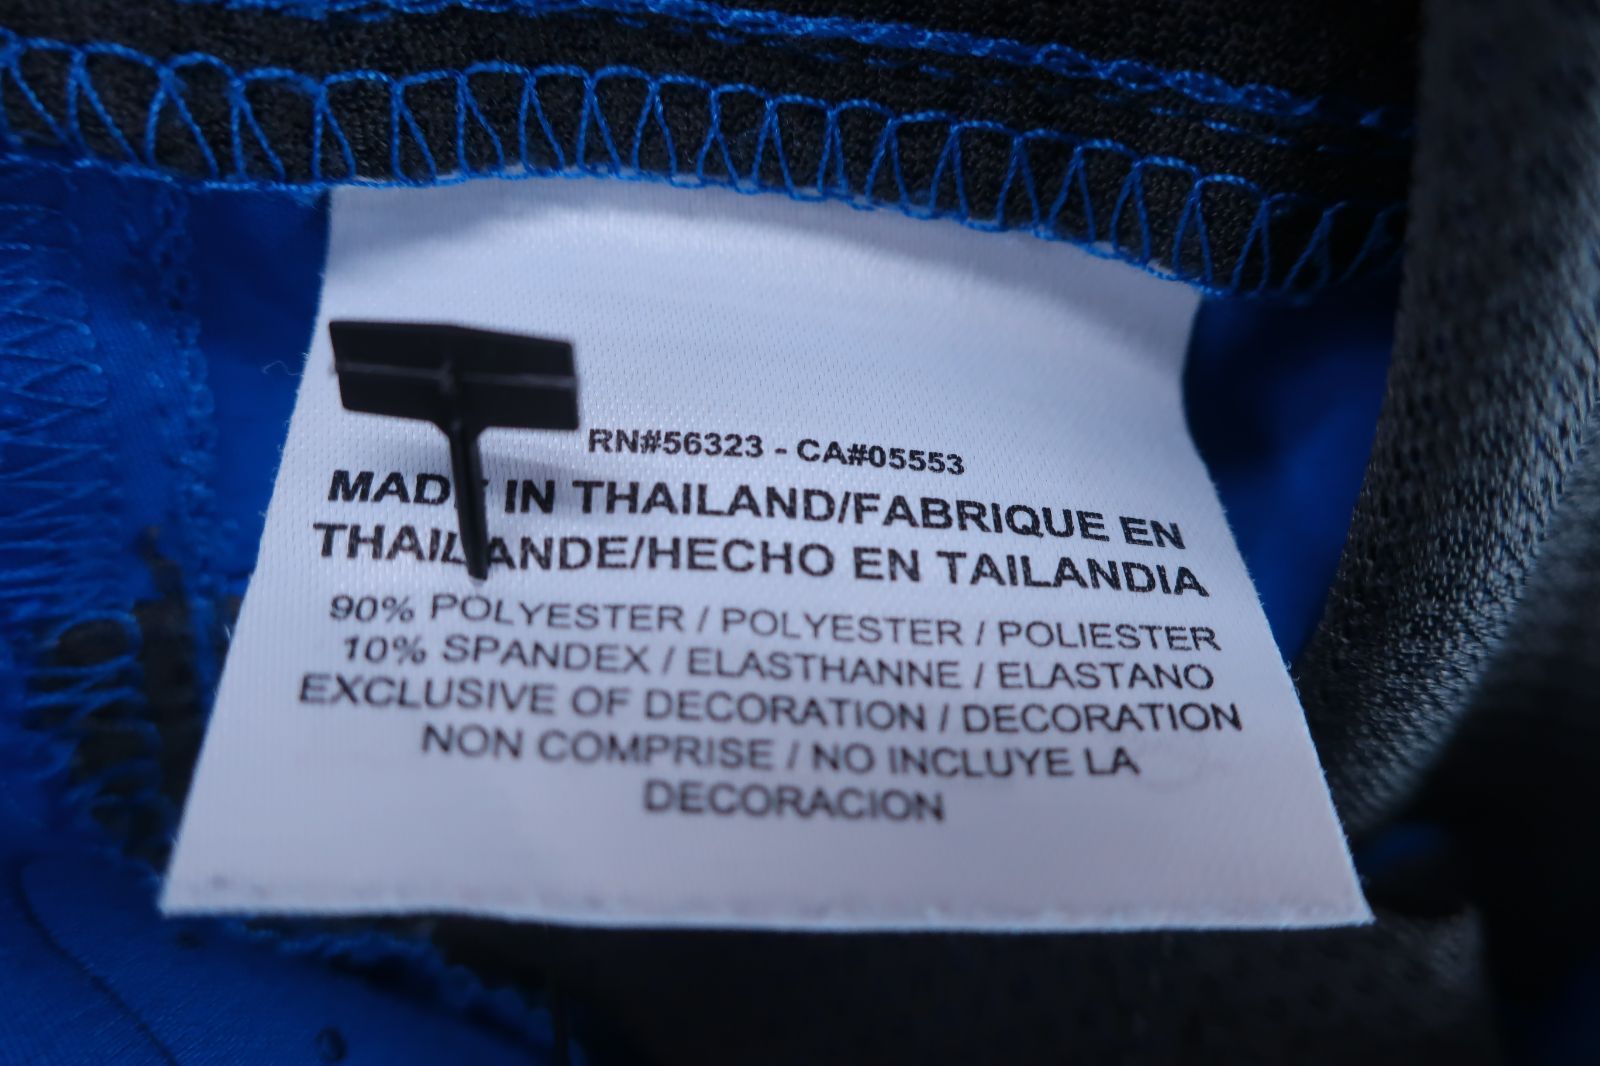 RN#56323 - CA#05553
MADE IN THAILAND/FABRIQUE EN
THAILANDE/HECHO EN TAILANDIA
90% POLYESTER / POLYESTER / POLIESTER
10% SPANDEX / ELASTHANNE / ELASTANO
EXCLUSIVE OF DECORATION / DECORATION
NON COMPRISE / NO INCLUYE LA
DECORACION